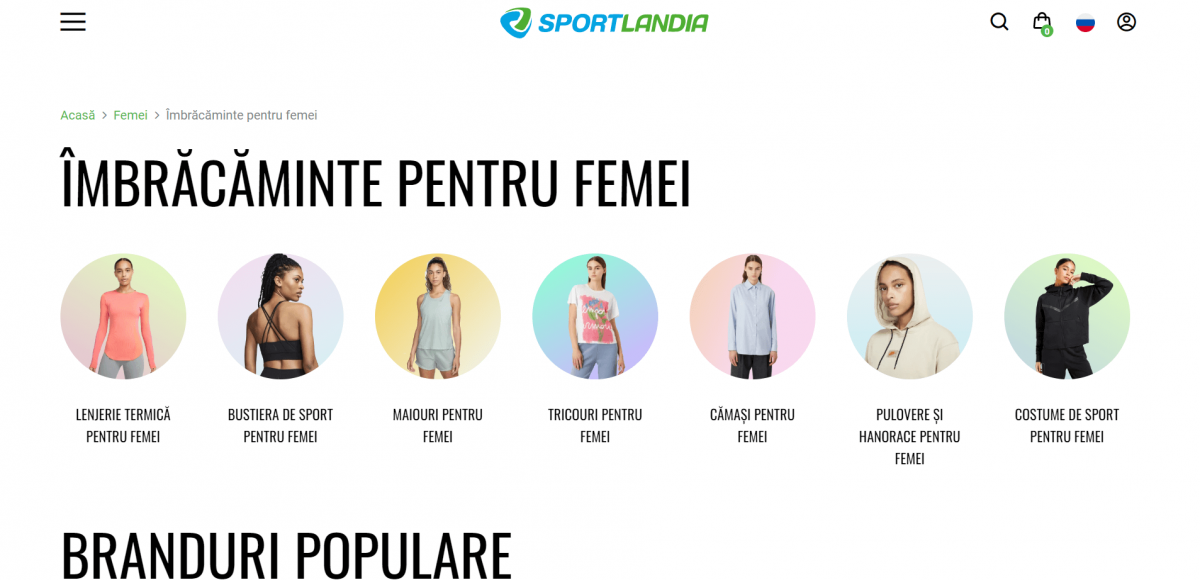 SPORTLANDIA
0
Acasă > Femei > Îmbrăcăminte pentru femei
ÎMBRĂCĂMINTE PENTRU FEMEI
LENJERIE TERMICĂ
PENTRU FEMEI
BUSTIERA DE SPORT
PENTRU FEMEI
MAIOURI PENTRU
FEMEI
TRICOURI PENTRU
FEMEI
CĂMAȘI PENTRU
FEMEI
PULOVERE ȘI
HANORACE PENTRU
FEMEI
COSTUME DE SPORT
PENTRU FEMEI
BRANDURI POPULARE